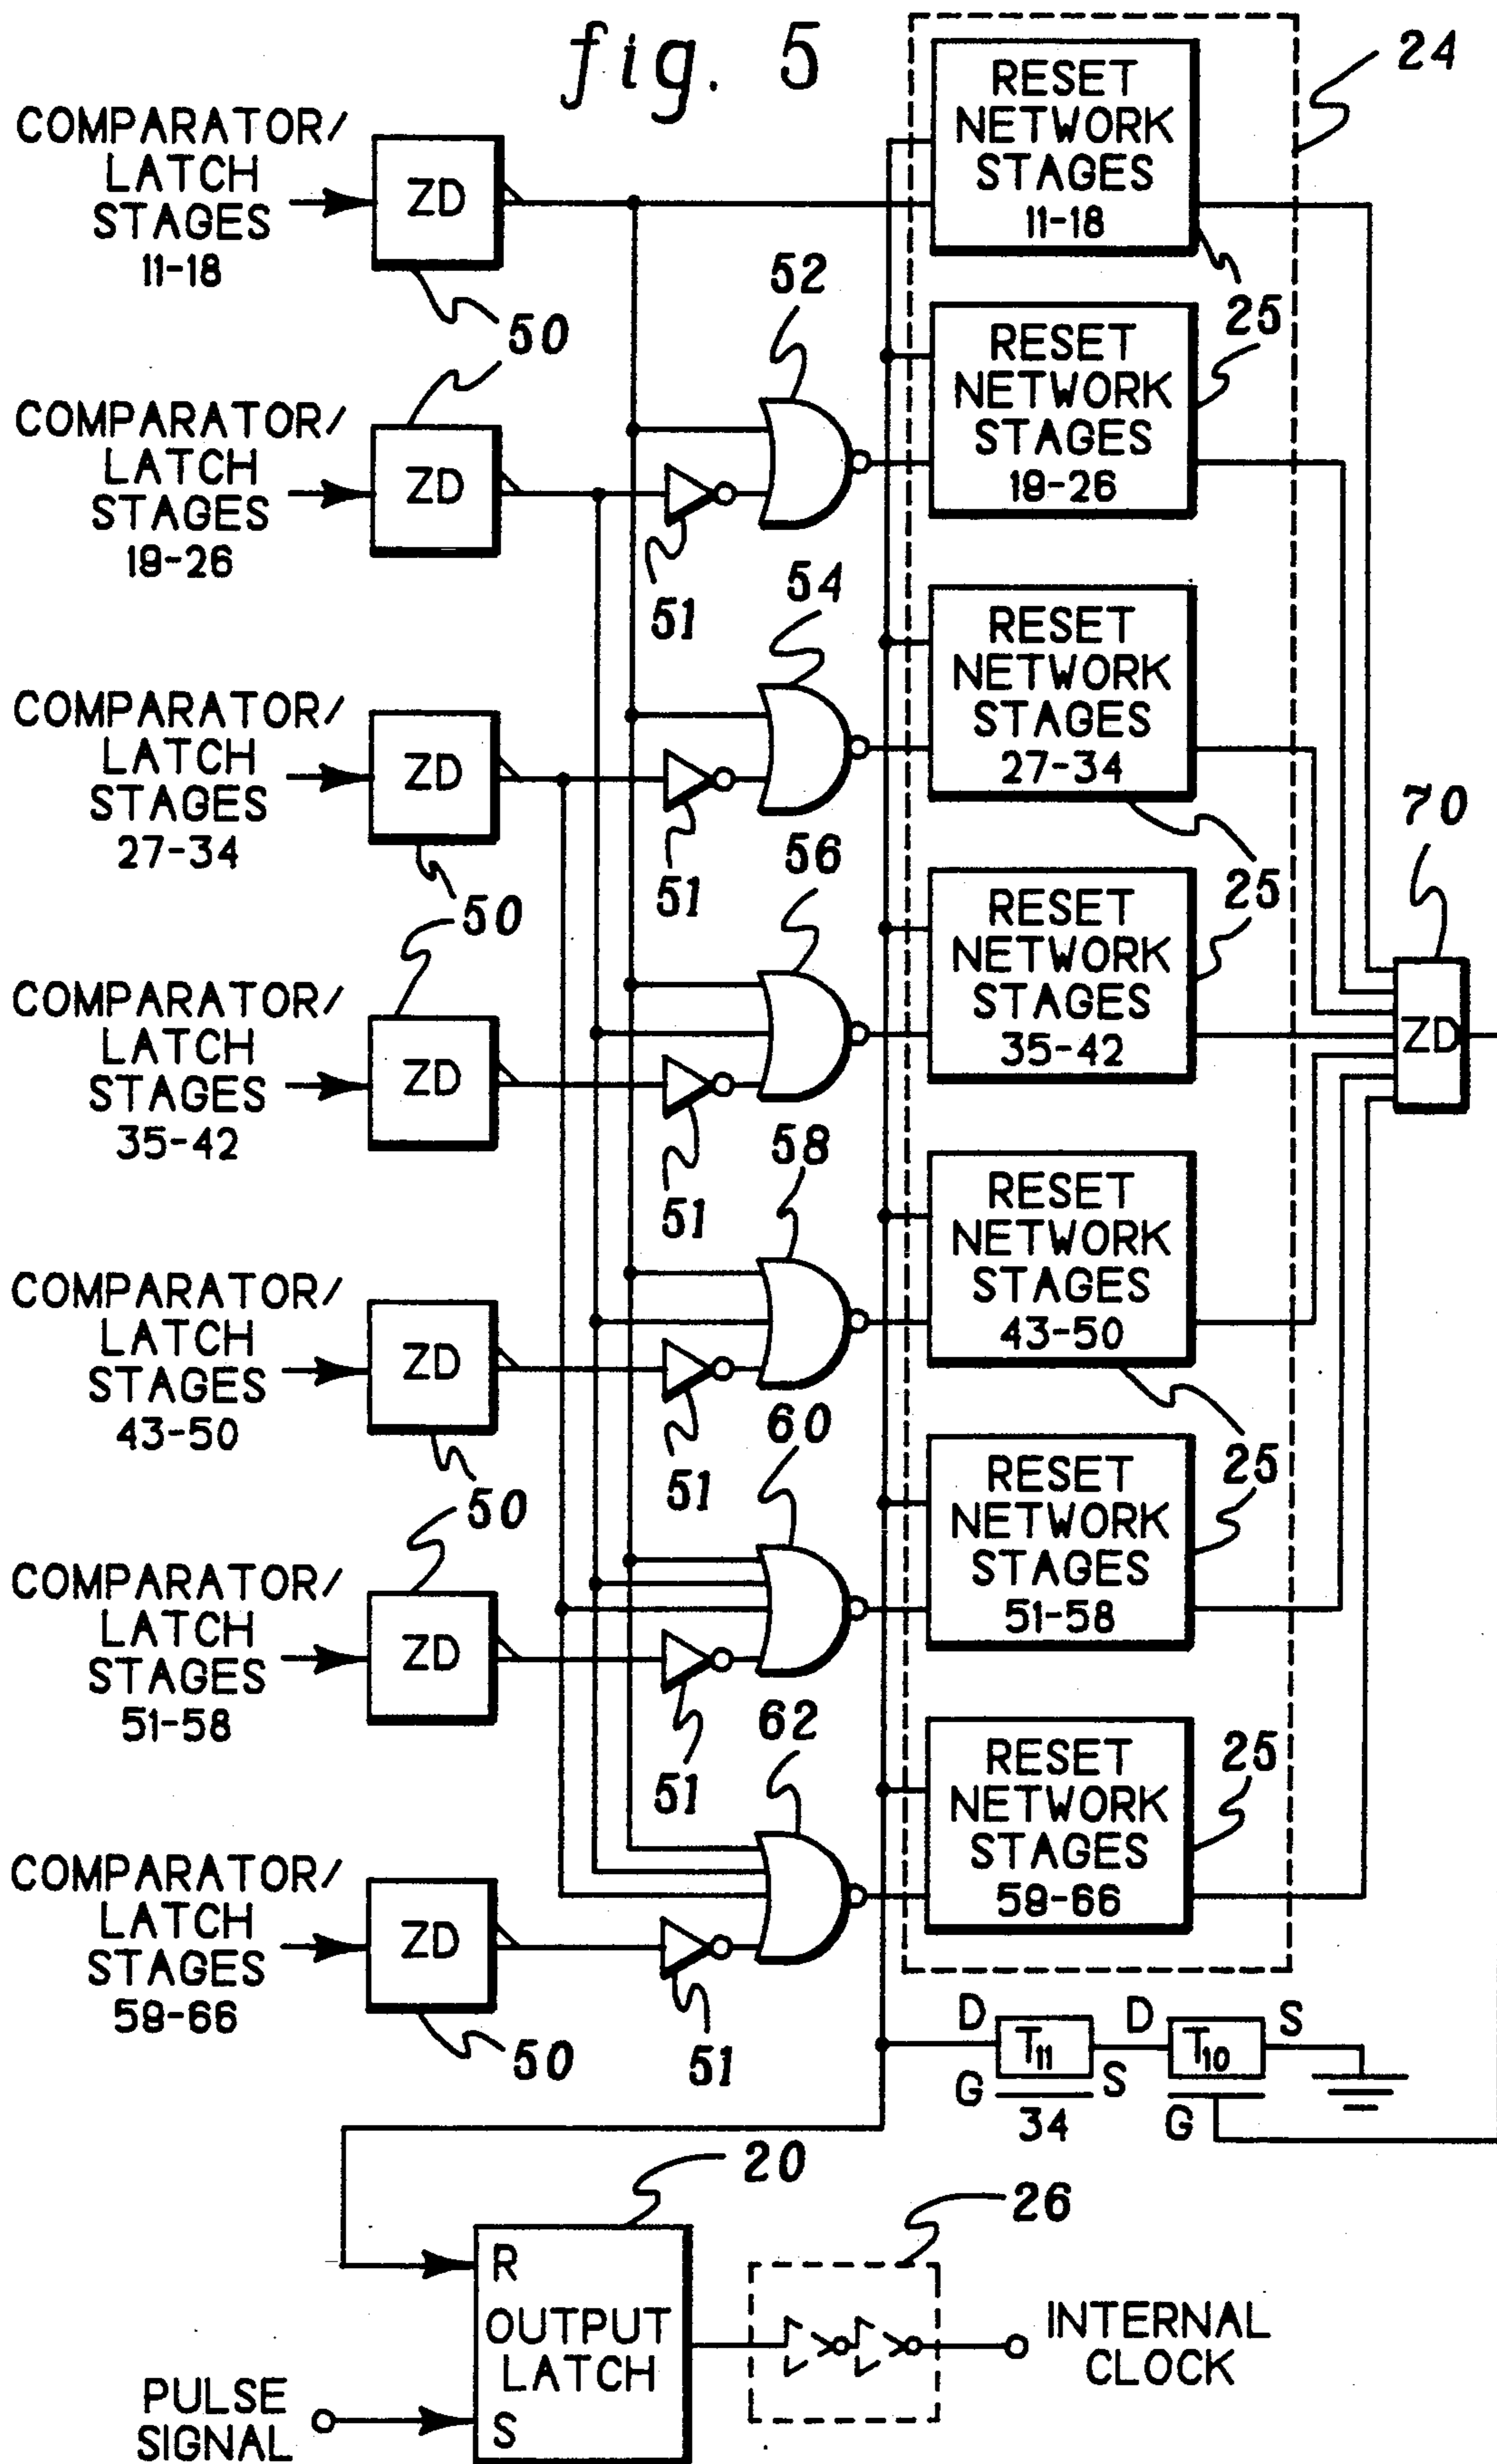 fig. 5
24
COMPARATOR/
LATCH
STAGES
11-18
ZD
50
RESET
NETWORK
STAGES
11-18
25
52
COMPARATOR/
LATCH
STAGES
19-26
ZD
51
RESET
NETWORK
STAGES
19-26
54
COMPARATOR/
LATCH
STAGES
27-34
ZD
50
51
RESET
NETWORK
STAGES
27-34
25
70
ZD
56
COMPARATOR/
LATCH
STAGES
35-42
50
ZD
51
RESET
NETWORK
STAGES
35-42
58
COMPARATOR/
LATCH
STAGES
43-50
ZD
50
51
RESET
NETWORK
STAGES
43-50
25
60
COMPARATOR/
LATCH
STAGES
51-58
ZD
51
RESET
NETWORK
STAGES
51-58
62
COMPARATOR/
LATCH
STAGES
59-66
ZD
50
51
RESET
NETWORK
STAGES
59-66
25
D T11 S
G
34
D T10 S
G
20
R
OUTPUT
LATCH
S
26
INTERNAL
CLOCK
PULSE
SIGNAL